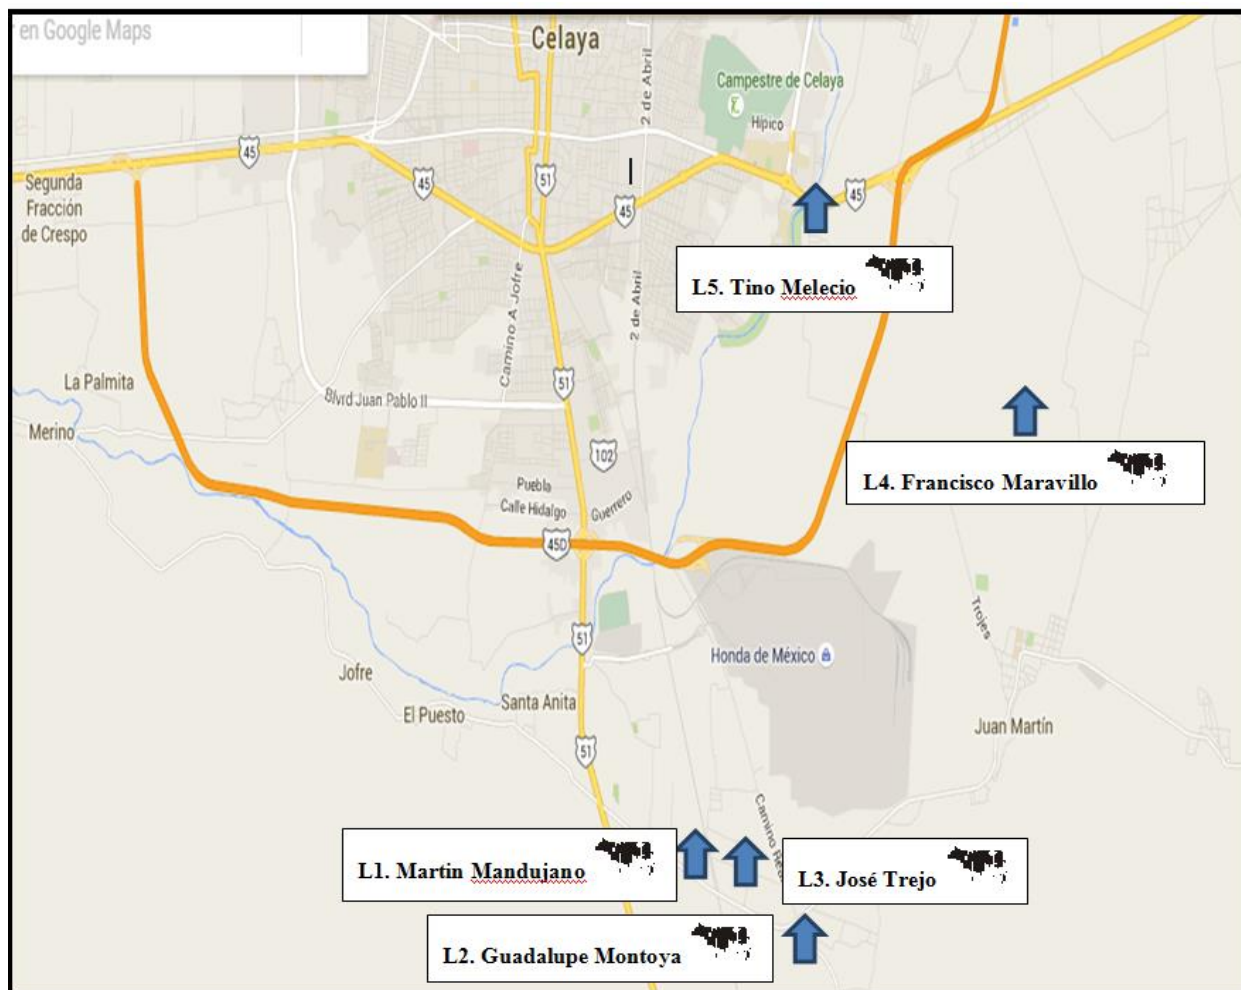 en Google Maps
Celaya
2 de Abril
Campestre de Celaya
Hípico
45
45
51
45
45
Segunda
Fracción
de Crespo
L5. Tino Melecio
Camino A Jofre
2 de Abril
La Palmita
51
Blvrd Juan Pablo II
Merino
102
L4. Francisco Maravillo
Puebla
Calle Hidalgo
Guerrero
45D
Trojes
51
Honda de México
Jofre
Santa Anita
El Puesto
Juan Martín
51
Camino Real
L1. Martin Mandujano
L3. José Trejo
L2. Guadalupe Montoya